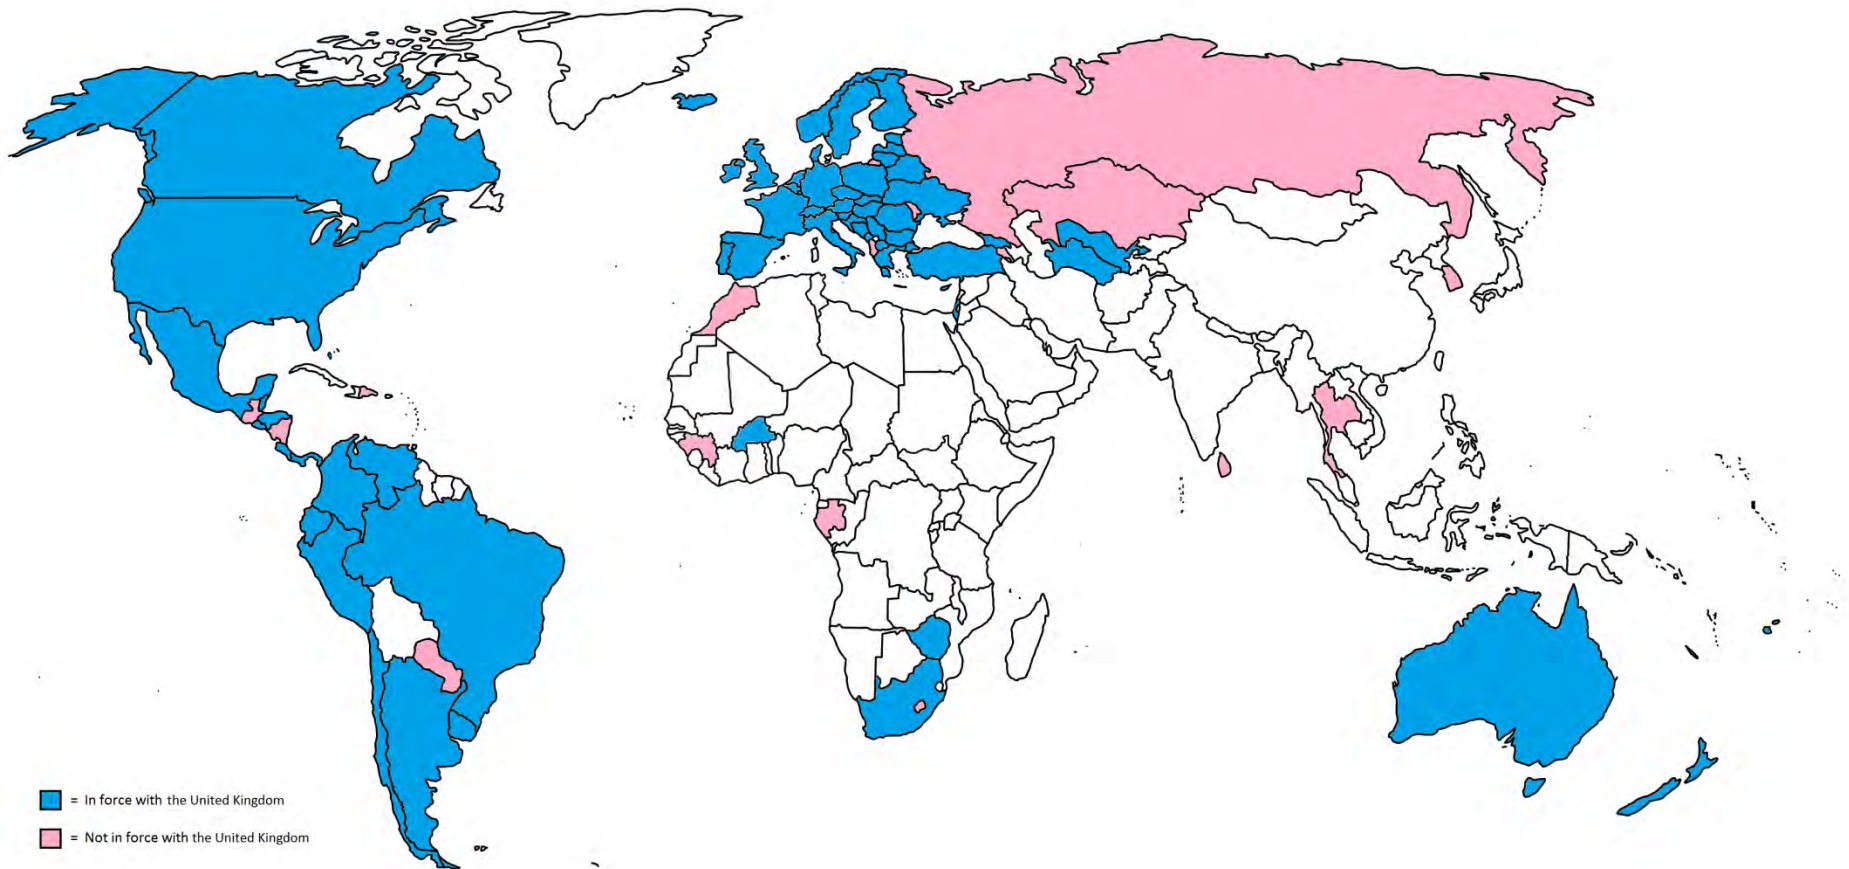 = In force with the United Kingdom
= Not in force with the United Kingdom